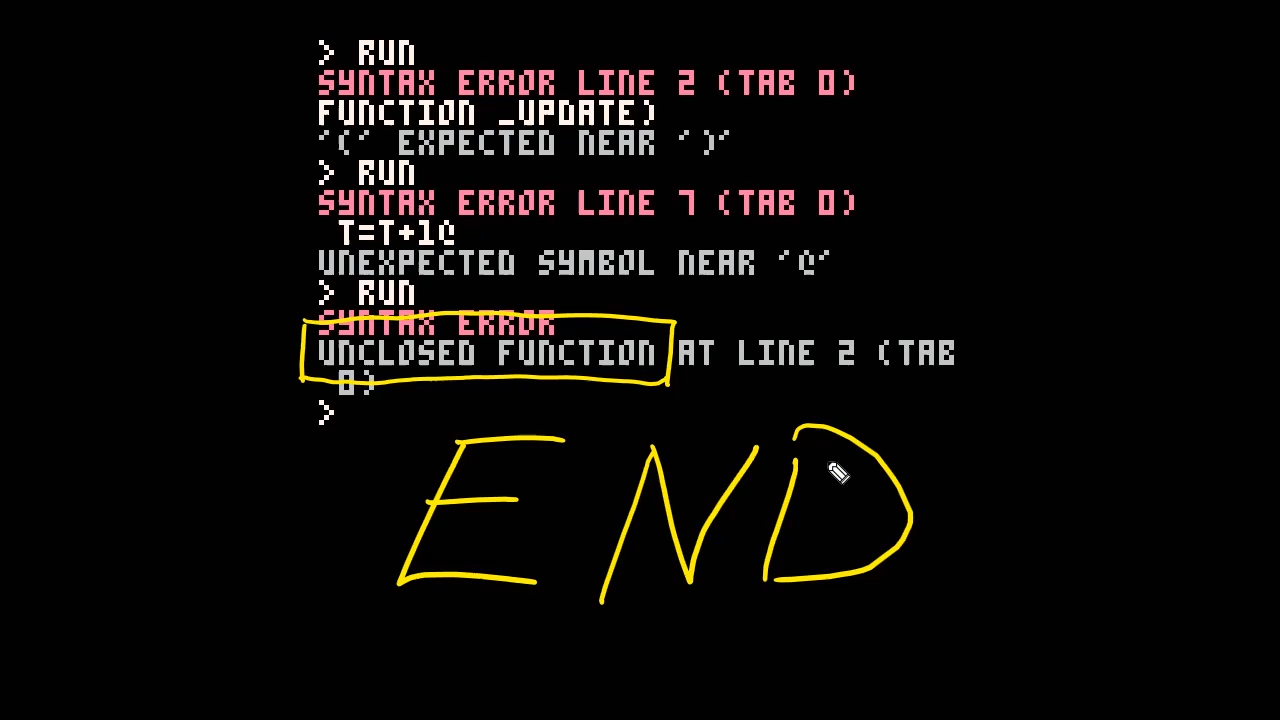 > RUN
SYNTAX ERROR LINE 2 (TAB 0)
FUNCTION _UPDATE)
'(' EXPECTED NEAR ')'
> RUN
SYNTAX ERROR LINE 7 (TAB 0)
T=T+1@
UNEXPECTED SYMBOL NEAR '@'
> RUN
SYNTAX ERROR
UNCLOSED FUNCTION AT LINE 2 (TAB
0)
>
END